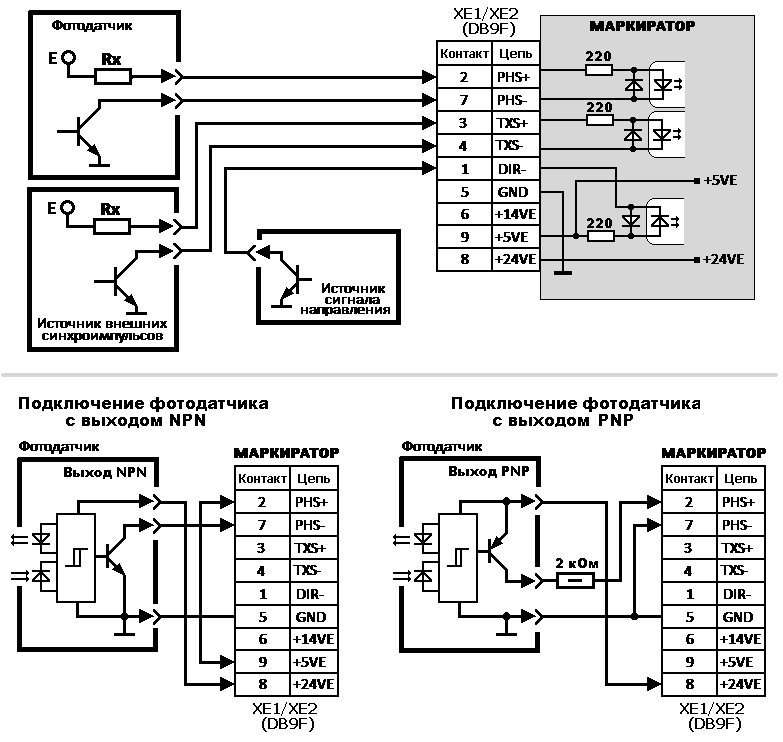 Фотодатчик
E
Rx
XE1/XE2
(DB9F)
Контакт Цепь
2 PHS+
7 PHS-
3 TXS+
4 TXS-
1 DIR-
5 GND
6 +14VE
9 +5VE
8 +24VE
МАРКИРАТОР
220
220
+5VE
220
+24VE
E
Rx
Источник внешних
синхроимпульсов
Источник
сигнала
направления
Подключение фотодатчика
с выходом NPN
Фотодатчик
Выход NPN
МАРКИРАТОР
Контакт Цепь
2 PHS+
7 PHS-
3 TXS+
4 TXS-
1 DIR-
5 GND
6 +14VE
9 +5VE
8 +24VE
XE1/XE2
(DB9F)
Подключение фотодатчика
с выходом PNP
Фотодатчик
Выход PNP
2 кОм
МАРКИРАТОР
Контакт Цепь
2 PHS+
7 PHS-
3 TXS+
4 TXS-
1 DIR-
5 GND
6 +14VE
9 +5VE
8 +24VE
XE1/XE2
(DB9F)